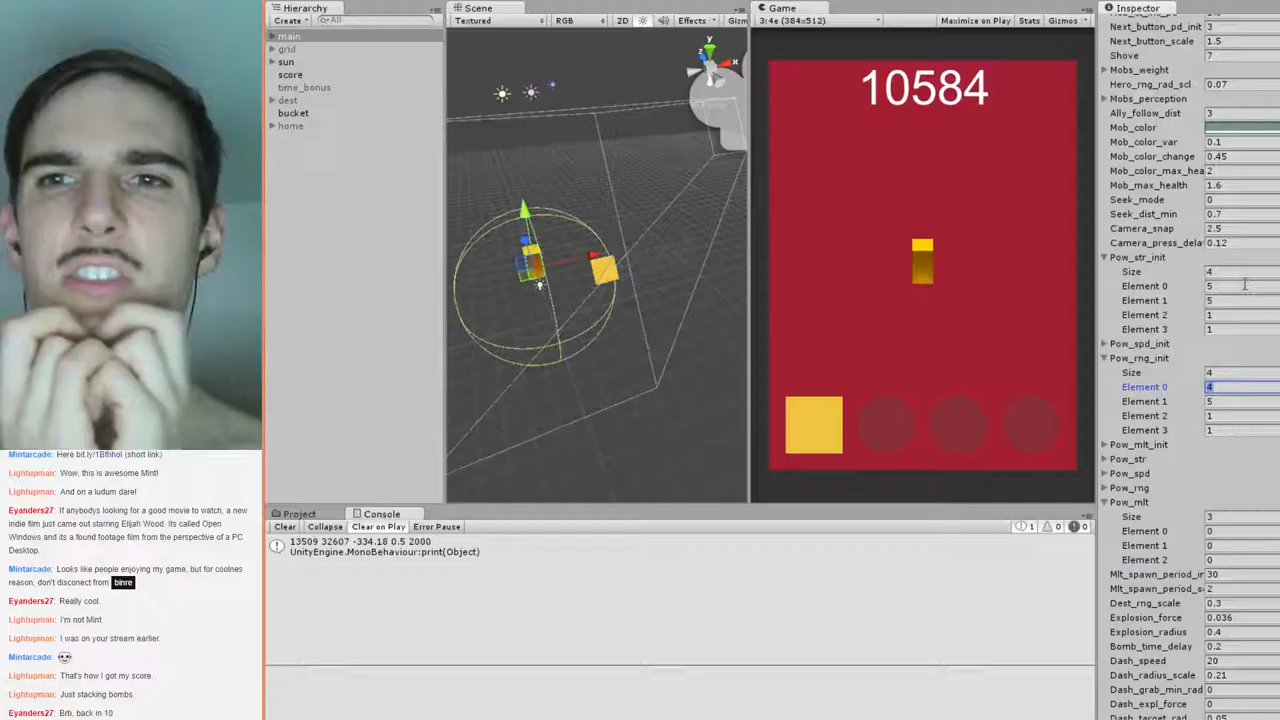 Hierarchy
Create
All
main
grid
sun
score
time_bonus
dest
bucket
home
Scene
Textured
RGB
2D
Effects
Gizm
y
z
x
Game
3:4e (384x512)
Maximize on Play
Stats
Gizmos
10584
Inspector
Next_button_pd_init 3
Next_button_scale 1.5
Shove 7
Mobs_weight
Hero_rng_rad_scl 0.07
Mobs_perception
Ally_follow_dist 3
Mob_color
Mob_color_var 0.1
Mob_color_change 0.45
Mob_color_max_hea 2
Mob_max_health 1.6
Seek_mode 0
Seek_dist_min 0.7
Camera_snap 2.5
Camera_press_dela 0.12
Pow_str_init
Size 4
Element 0 5
Element 1 5
Element 2 1
Element 3 1
Pow_spd_init
Pow_rng_init
Size 4
Element 0 4
Element 1 5
Element 2 1
Element 3 1
Pow_mlt_init
Pow_str
Pow_spd
Pow_rng
Pow_mlt
Size 3
Element 0 0
Element 1 0
Element 2 0
Mlt_spawn_period_ir 30
Mlt_spawn_period_s 2
Dest_rng_scale 0.3
Explosion_force 0.036
Explosion_radius 0.4
Bomb_time_delay 0.2
Dash_speed 20
Dash_radius_scale 0.21
Dash_grab_min_rad 0
Dash_expl_force 0
Project
Console
Clear
Collapse
Clear on Play
Error Pause
1
0
0
13509 32607 -334.18 0.5 2000
UnityEngine.MonoBehaviour:print(Object)
Mintarcade: Here bit.ly/1Bfnhol (short link)
Lightupman: Wow, this is awesome Mint!
Lightupman: And on a ludum dare!
Eyanders27: If anybodys looking for a good movie to watch, a new
indie film just came out starring Elijah Wood. Its called Open
Windows and its a found footage film from the perspective of a PC
Desktop.
Mintarcade: Looks like people enjoying my game, but for coolnes
reason, don't disconect from binre
Eyanders27: Really cool.
Lightupman: I'm not Mint.
Lightupman: I was on your stream earlier.
Mintarcade:
Lightupman: That's how I got my score.
Lightupman: Just stacking bombs.
Eyanders27: Brb, back in 10